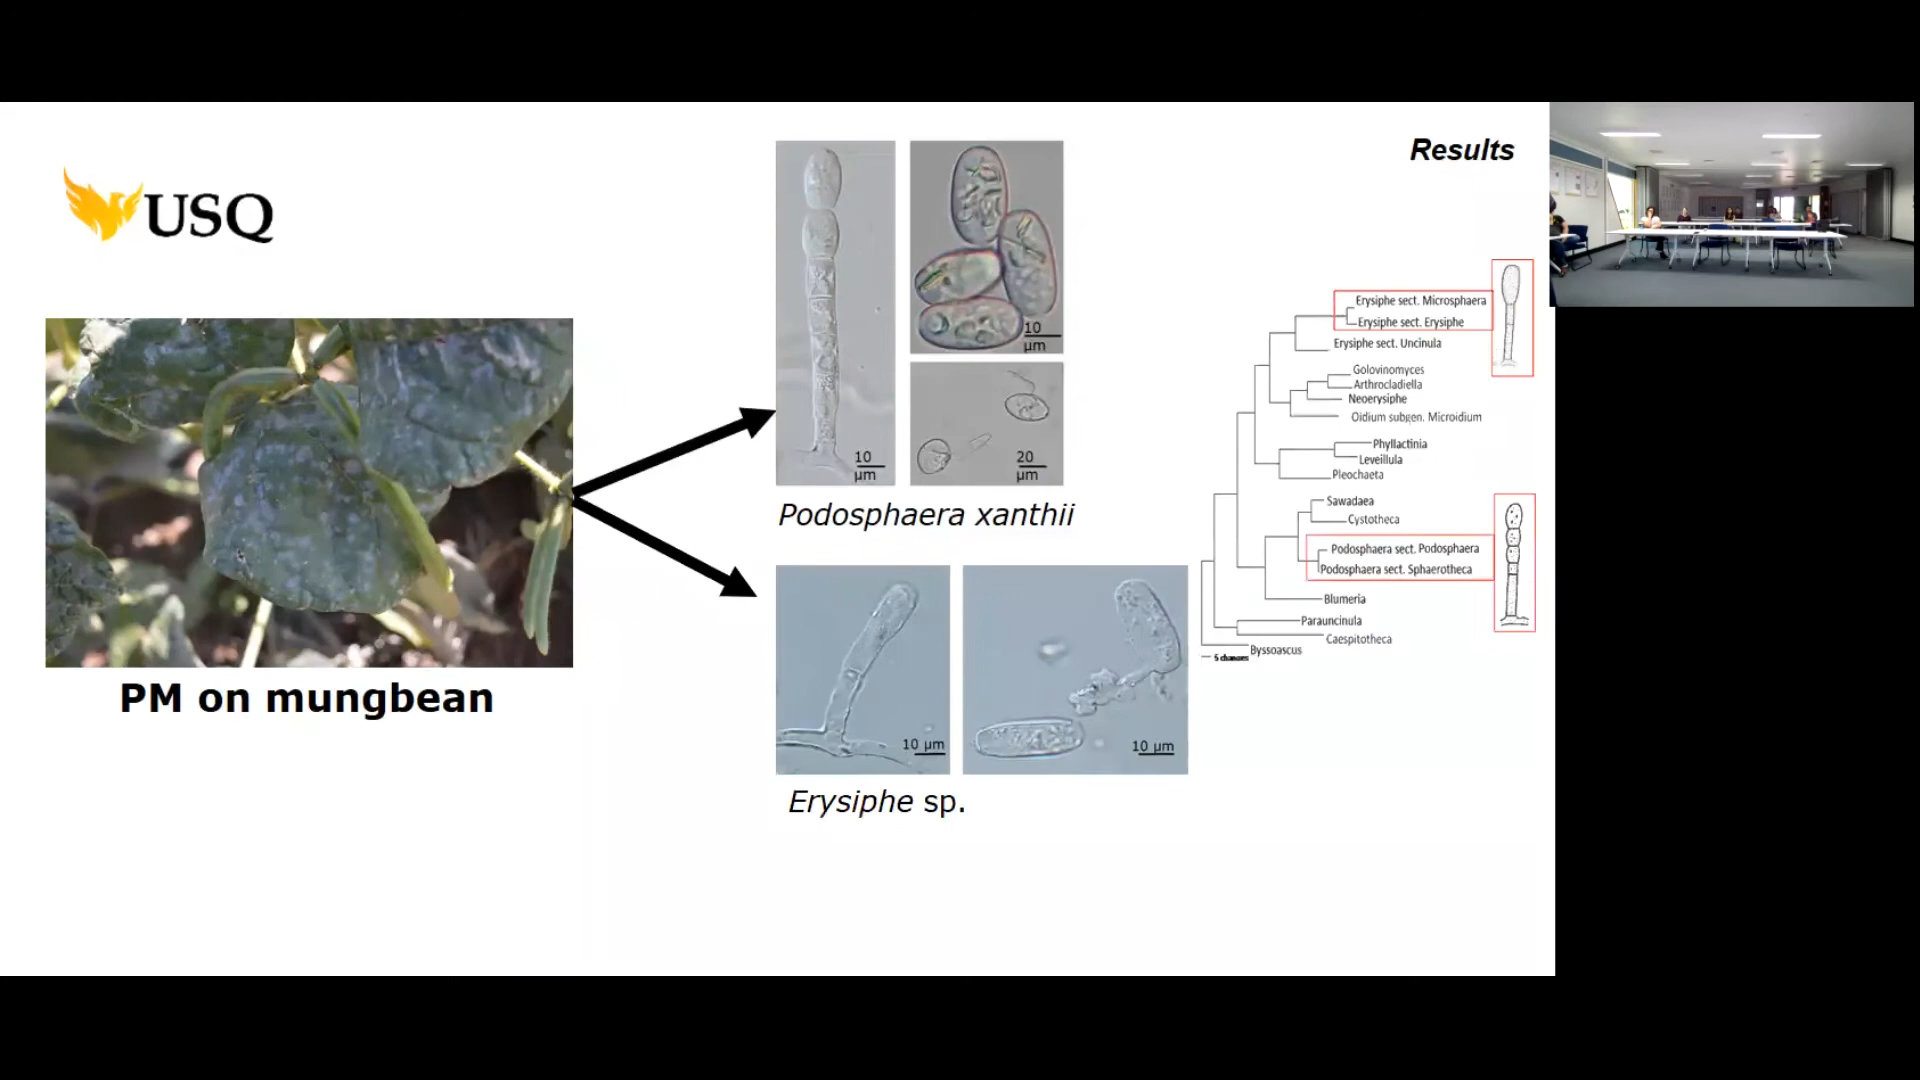 Results
USQ
PM on mungbean
10
µm
10
µm
20
µm
Podosphaera xanthii
10 µm
10 µm
Erysiphe sp.
Erysiphe sect. Microsphaera
Erysiphe sect. Erysiphe
Erysiphe sect. Uncinula
Golovinomyces
Arthrocladiella
Neoerysiphe
Oidium subgen. Microidium
Phyllactinia
Leveillula
Pleochaeta
Sawadaea
Cystotheca
Podosphaera sect. Podosphaera
Podosphaera sect. Sphaerotheca
Blumeria
Parauncinula
Caespitotheca
Byssoascus
5 changes